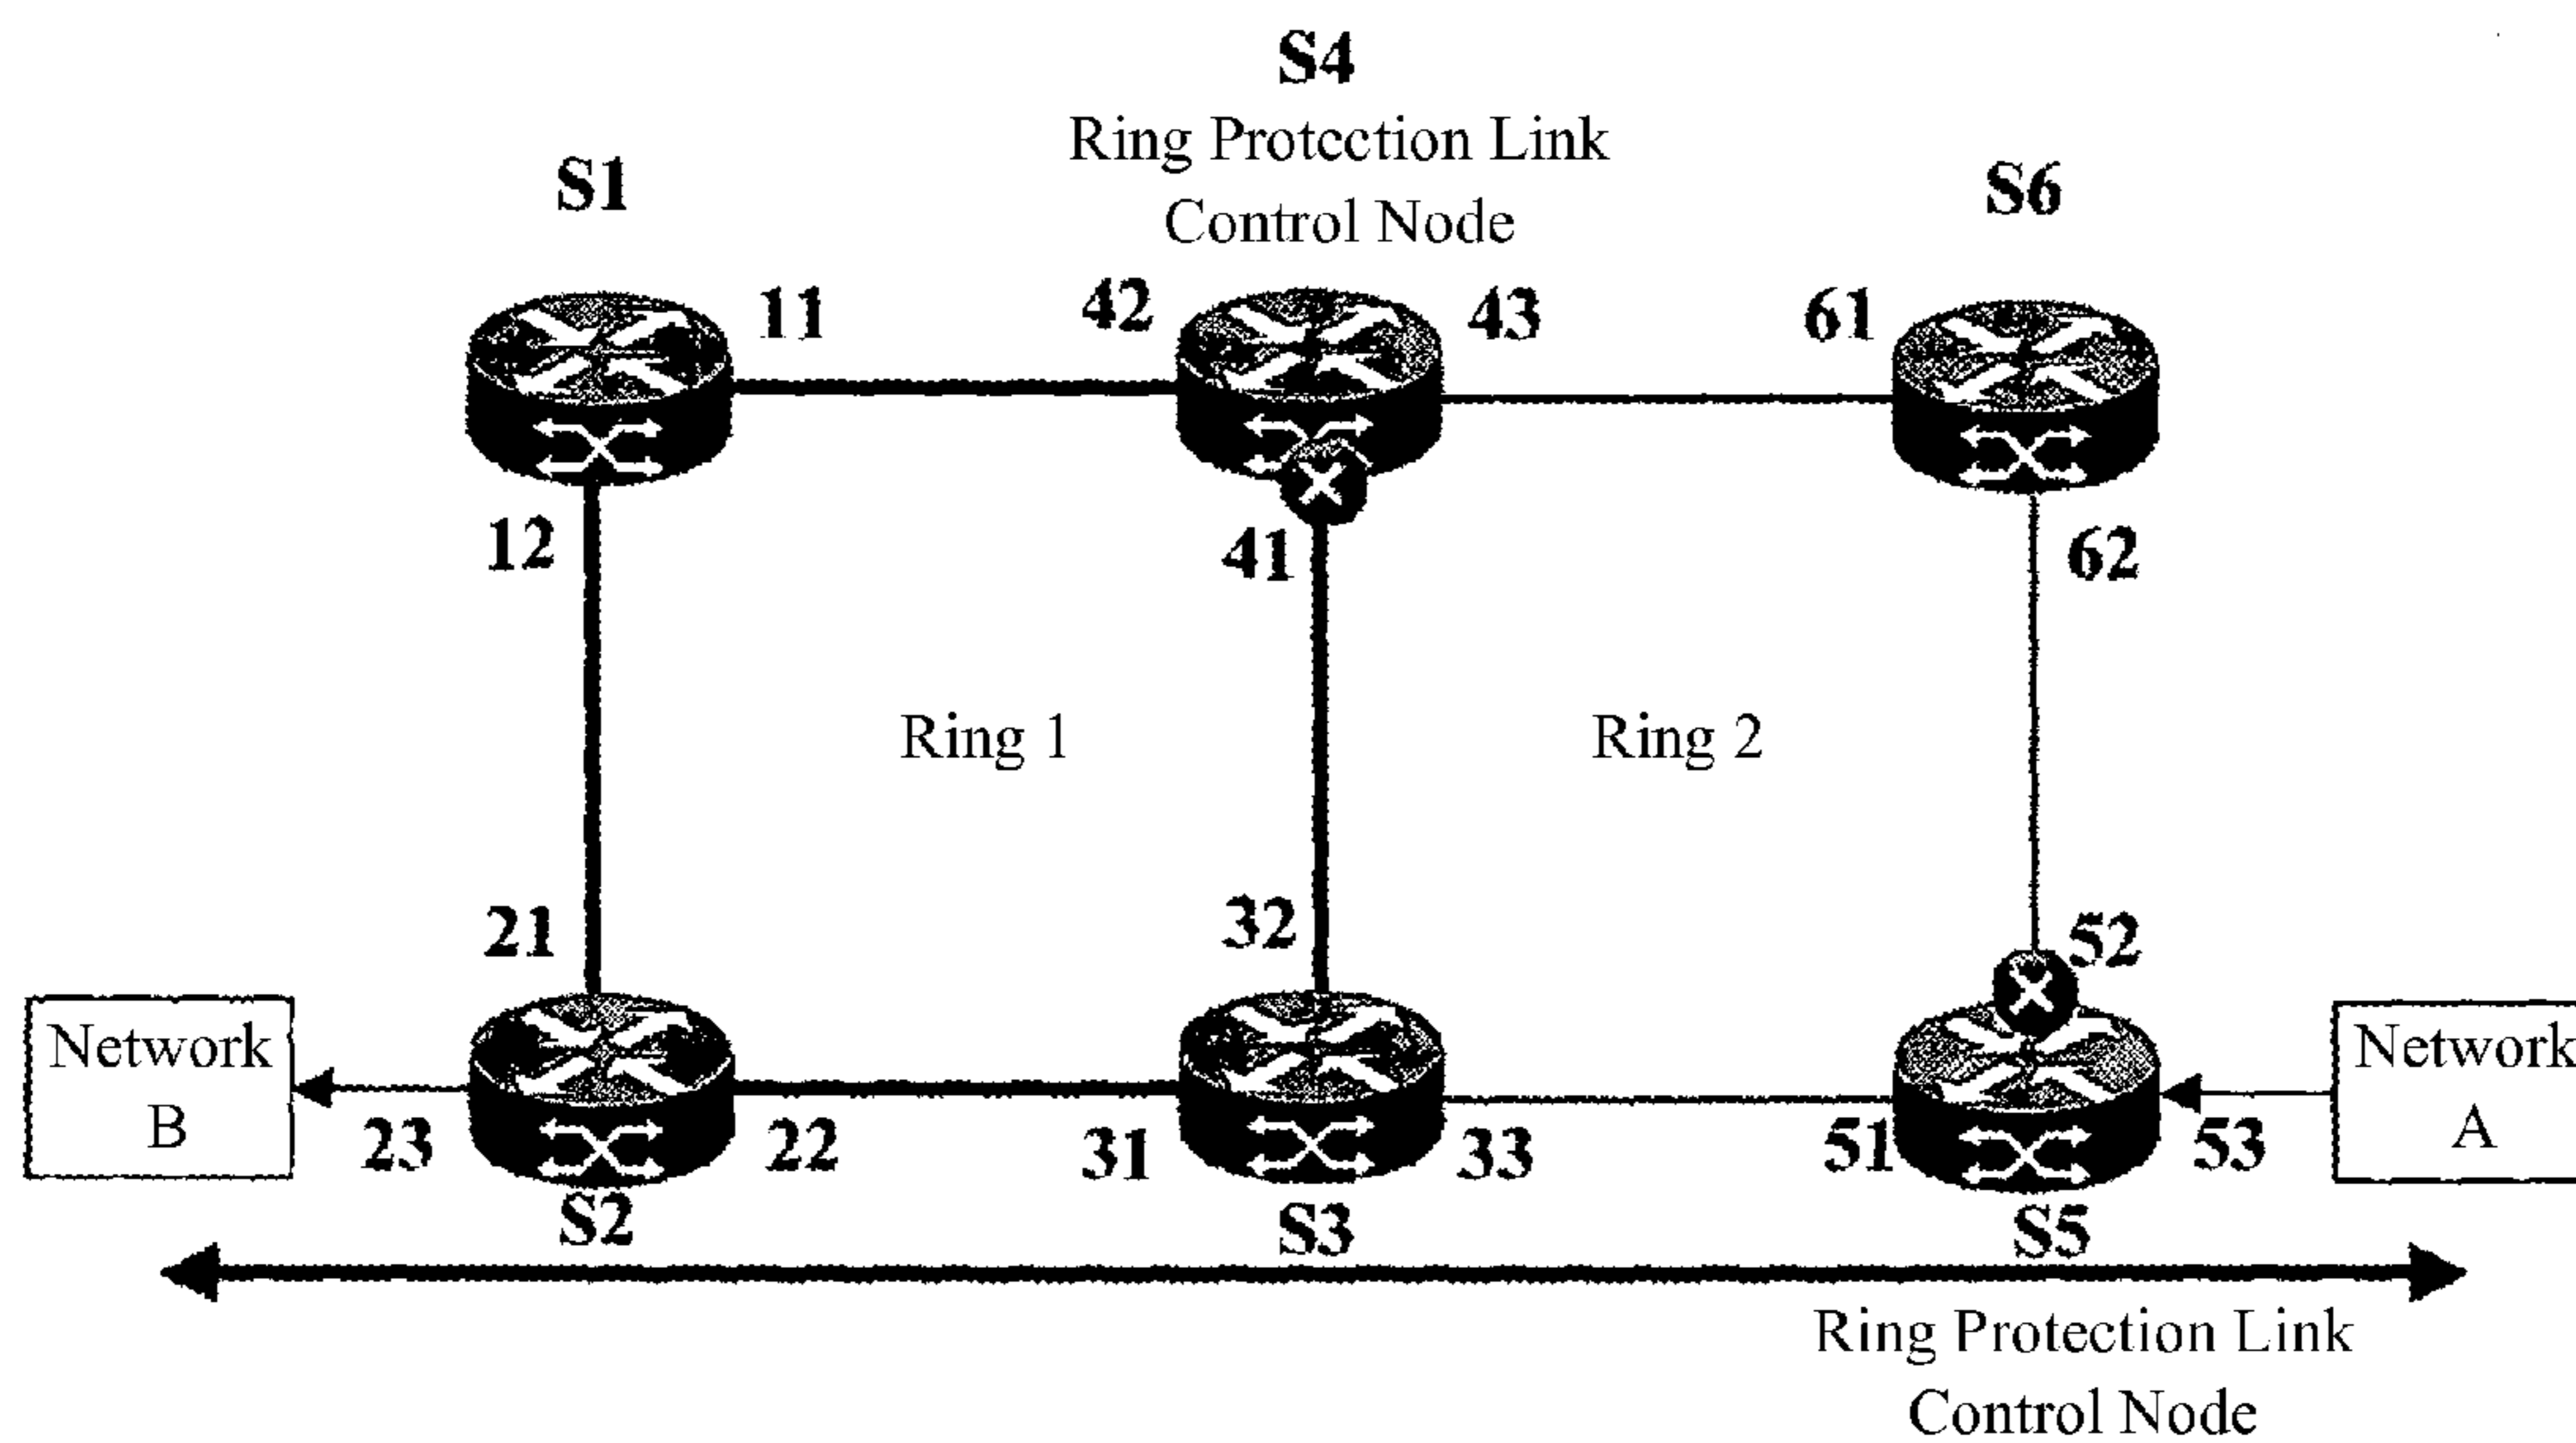 S4
Ring Protection Link
Control Node
S1
S6
11
42
43
61
12
41
62
Ring 1
Ring 2
21
32
52
Network
B
Network
A
23
22
31
33
51
53
S2
S3
S5
Ring Protection Link
Control Node